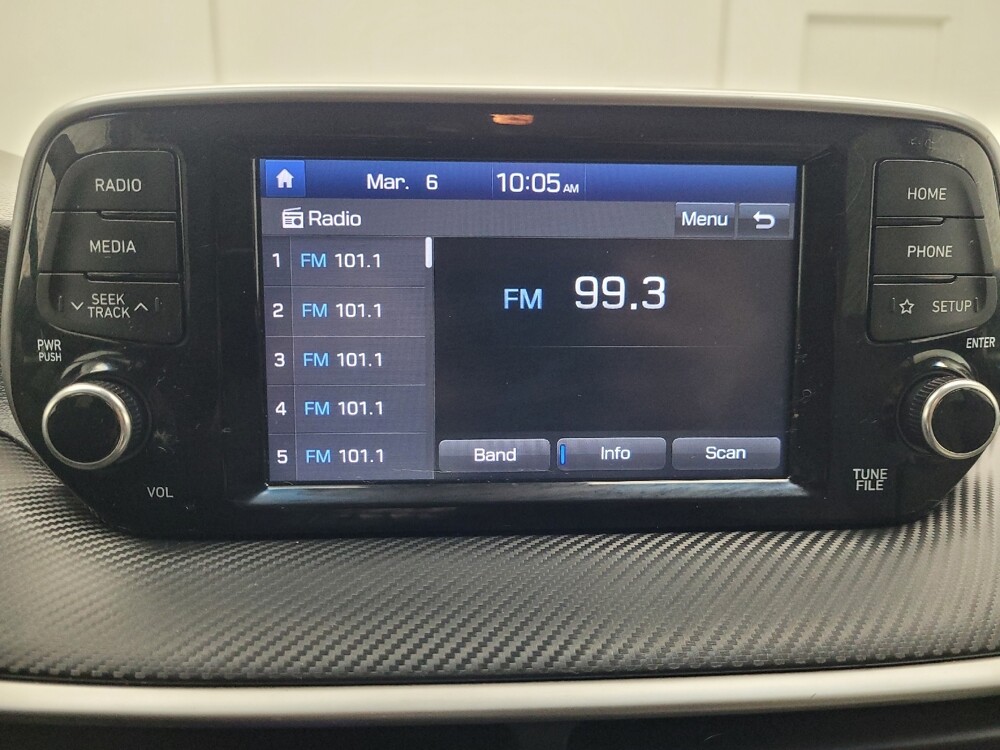 RADIO
MEDIA
SEEK
TRACK
PWR
PUSH
VOL
Mar. 6 10:05 AM
Radio Menu
1 FM 101.1
2 FM 101.1
3 FM 101.1
4 FM 101.1
5 FM 101.1
FM 99.3
Band Info Scan
HOME
PHONE
SETUP
ENTER
TUNE
FILE